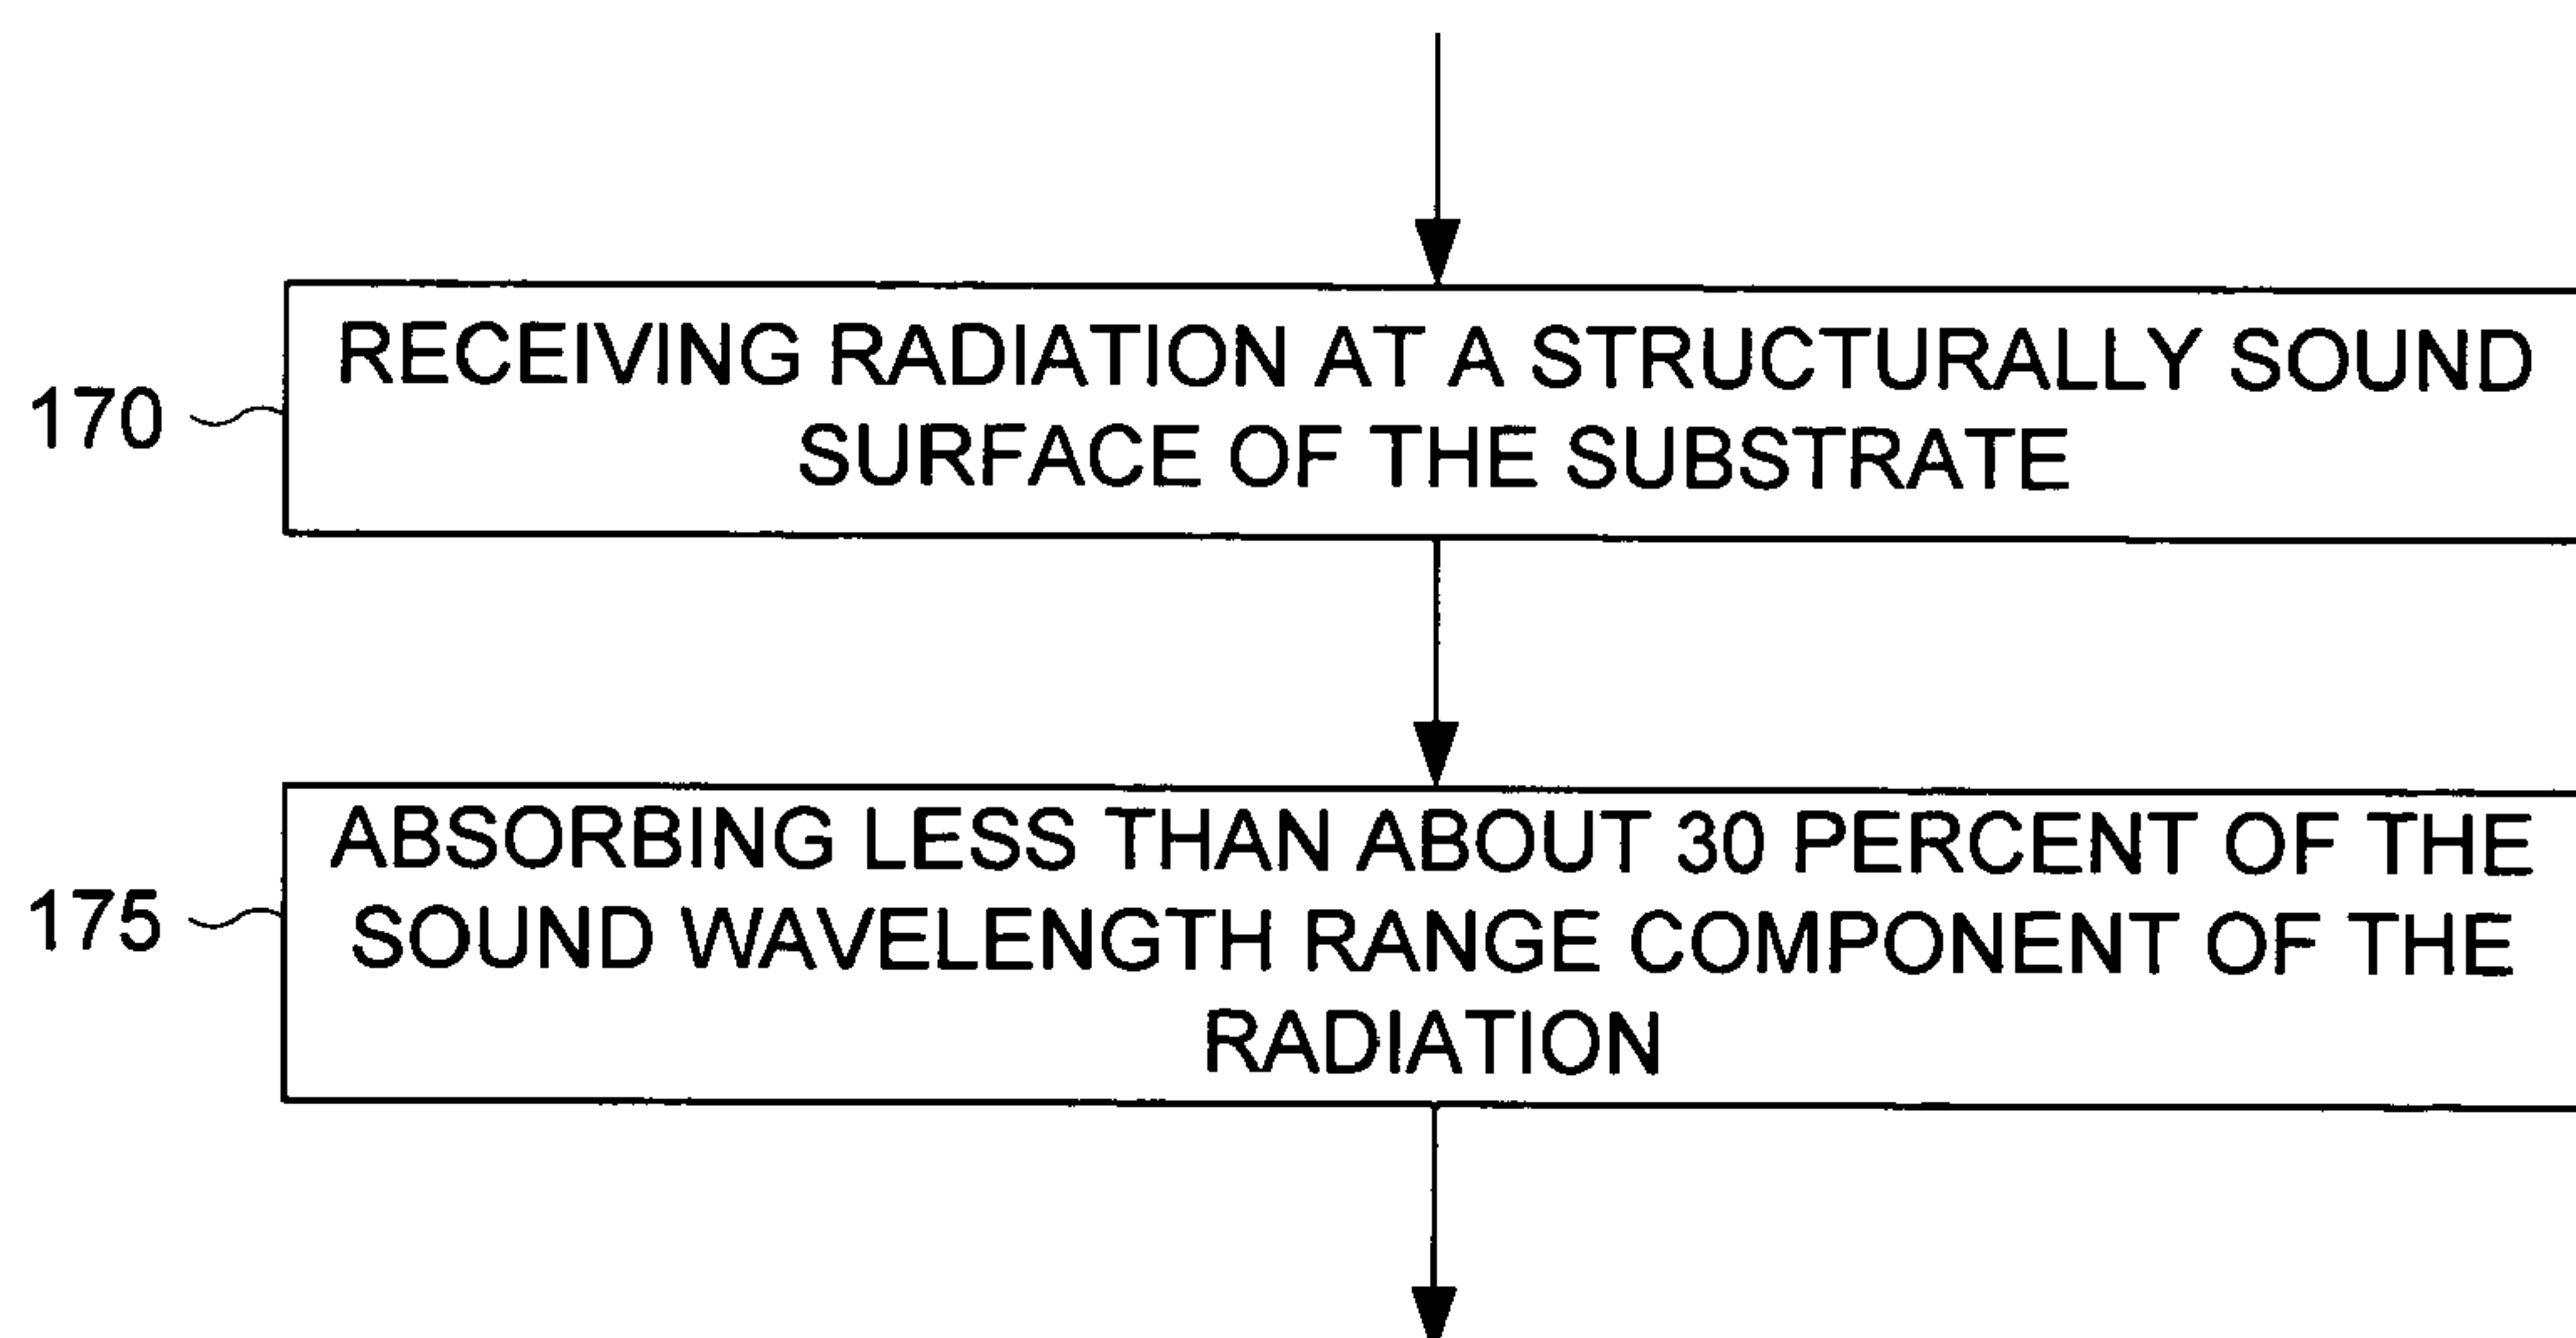 RECEIVING RADIATION AT A STRUCTURALLY SOUND
SURFACE OF THE SUBSTRATE
170
ABSORBING LESS THAN ABOUT 30 PERCENT OF THE
SOUND WAVELENGTH RANGE COMPONENT OF THE
RADIATION
175